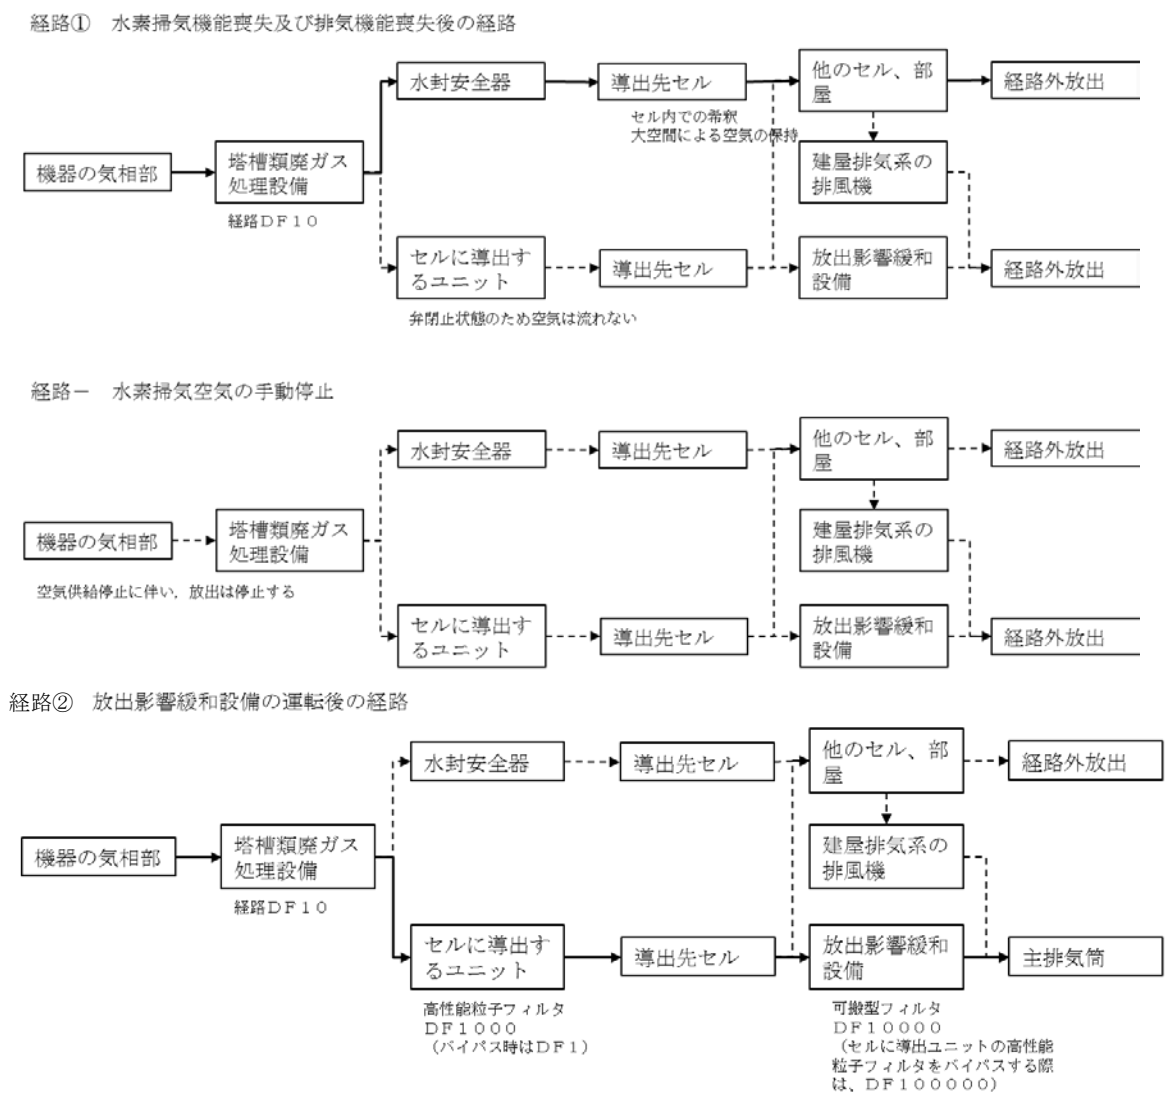 経路① 水素掃気機能喪失及び排気機能喪失後の経路
水封安全器
導出先セル
他のセル、部
屋
経路外放出
セル内での希釈
大空間による空気の保持
機器の気相部
塔槽類廃ガス
処理設備
建屋排気系の
排風機
経路DF10
セルに導出す
るユニット
導出先セル
放出影響緩和
設備
経路外放出
弁閉止状態のため空気は流れない
経路－ 水素掃気空気の手動停止
水封安全器
導出先セル
他のセル、部
屋
経路外放出
機器の気相部
塔槽類廃ガス
処理設備
建屋排気系の
排風機
空気供給停止に伴い，放出は停止する
セルに導出す
るユニット
導出先セル
放出影響緩和
設備
経路外放出
経路② 放出影響緩和設備の運転後の経路
水封安全器
導出先セル
他のセル、部
屋
経路外放出
機器の気相部
塔槽類廃ガス
処理設備
建屋排気系の
排風機
経路DF10
セルに導出す
るユニット
導出先セル
放出影響緩和
設備
主排気筒
高性能粒子フィルタ
DF1000
（バイパス時はDF1）
可搬型フィルタ
DF10000
（セルに導出ユニットの高性能
粒子フィルタをバイパスする際
は、DF100000）